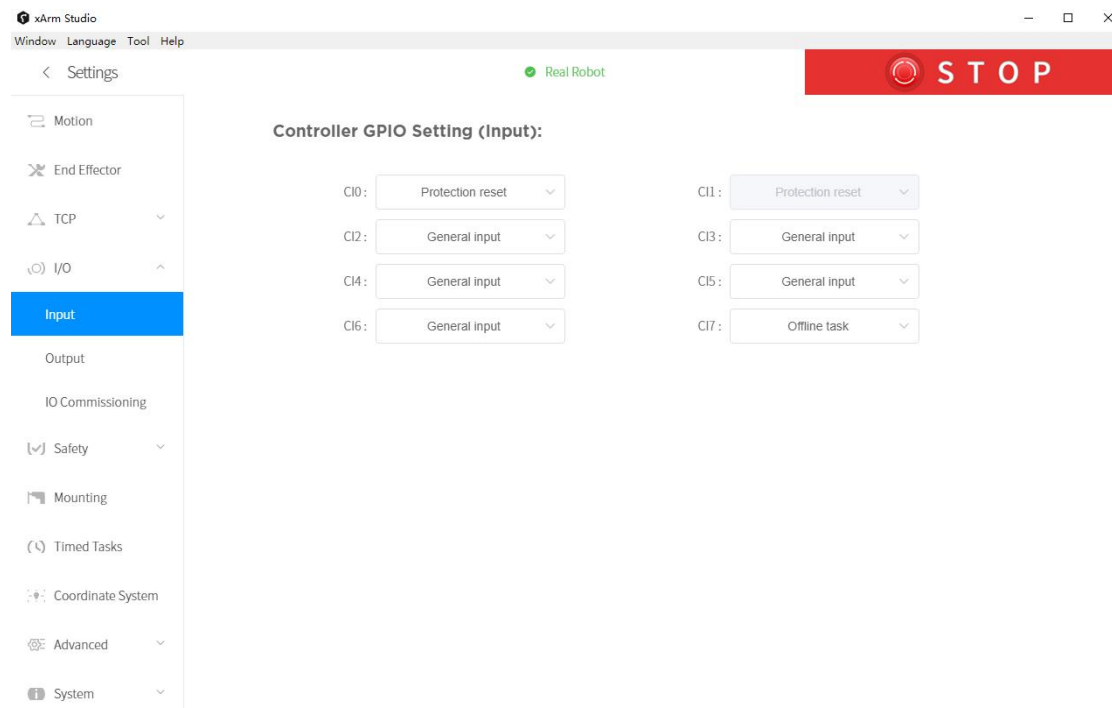 xArm Studio
Window Language Tool Help
Settings
Real Robot
STOP
Motion
End Effector
TCP
I/O
Input
Output
IO Commissioning
Safety
Mounting
Timed Tasks
Coordinate System
Advanced
System
Controller GPIO Setting (Input):
CI0 : Protection reset CI1 : Protection reset
CI2 : General input CI3 : General input
CI4 : General input CI5 : General input
CI6 : General input CI7 : Offline task